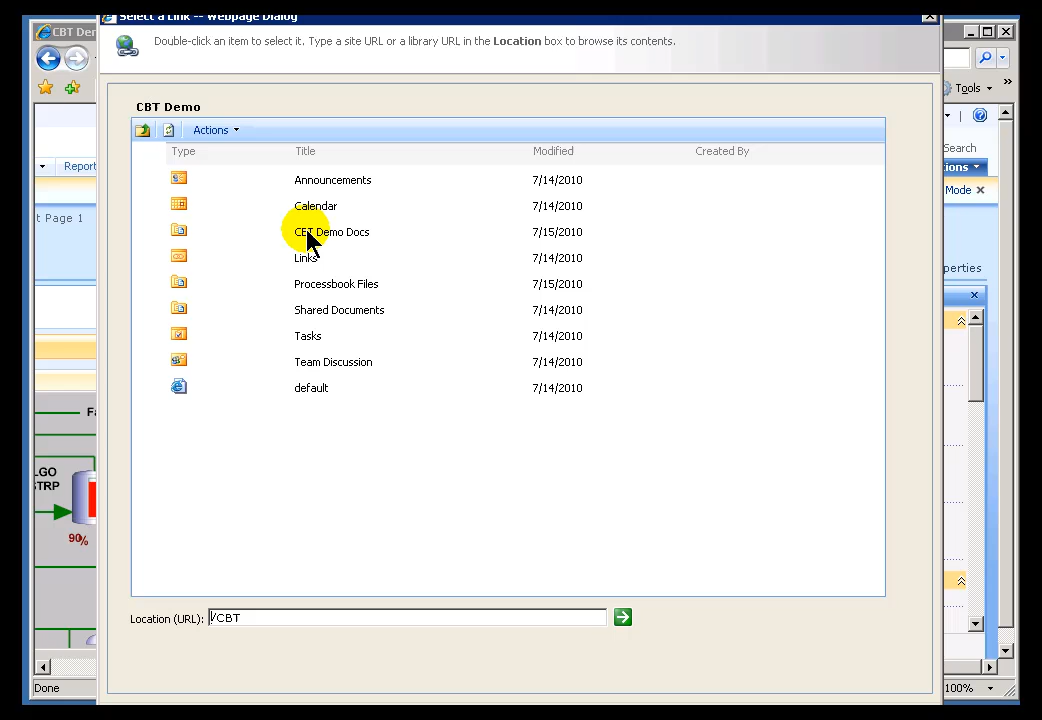 Select a Link -- Webpage Dialog
CBT Der
Double-click an item to select it. Type a site URL or a library URL in the Location box to browse its contents.
Tools
CBT Demo
Actions
Search
Type Title Modified Created By
Report
ions
Announcements 7/14/2010
Mode
Calendar 7/14/2010
t Page 1
CBT Demo Docs 7/15/2010
Links 7/14/2010
perties
Processbook Files 7/15/2010
Shared Documents 7/14/2010
Tasks 7/14/2010
Team Discussion 7/14/2010
default 7/14/2010
Fa
LGO
STRP
90%
Location (URL): /CBT
Done
100%